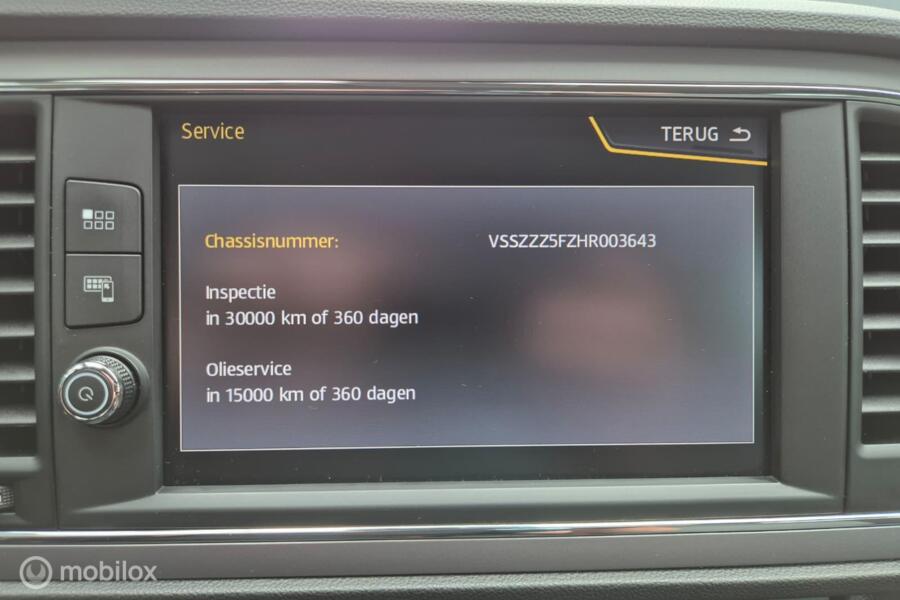 Service
TERUG
Chassisnummer: VSSZZZ5FZHR003643
Inspectie
in 30000 km of 360 dagen
Olieservice
in 15000 km of 360 dagen
mobilox